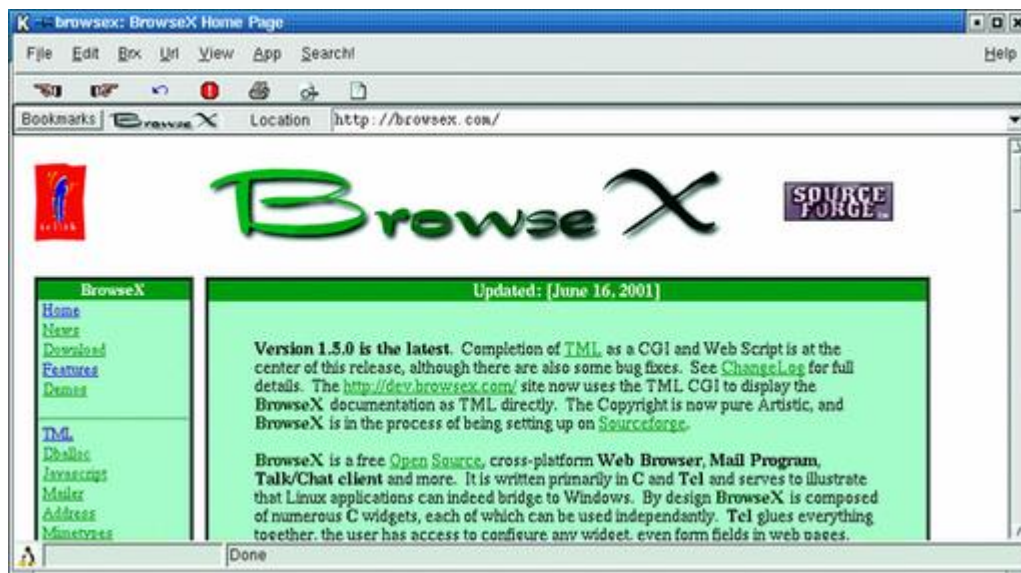 browsex: BrowseX Home Page
File Edit Brx Url View App Search!
Help
Bookmarks BrowseX Location http://browsex.com/
BrowseX
SOURCE
FORGE
BrowseX
Home
News
Download
Features
Demos
TML
Dballoc
Javascript
Mailer
Address
Mimetypes
Updated: [June 16, 2001]
Version 1.5.0 is the latest. Completion of TML as a CGI and Web Script is at the
center of this release, although there are also some bug fixes. See ChangeLog for full
details. The http://dev.browsex.com/ site now uses the TML CGI to display the
BrowseX documentation as TML directly. The Copyright is now pure Artistic, and
BrowseX is in the process of being setting up on Sourceforge.
BrowseX is a free Open Source, cross-platform Web Browser, Mail Program,
Talk/Chat client and more. It is written primarily in C and Tcl and serves to illustrate
that Linux applications can indeed bridge to Windows. By design BrowseX is composed
of numerous C widgets, each of which can be used independantly. Tcl glues everything
together, the user has access to configure any widget, even form fields in web pages.
Done